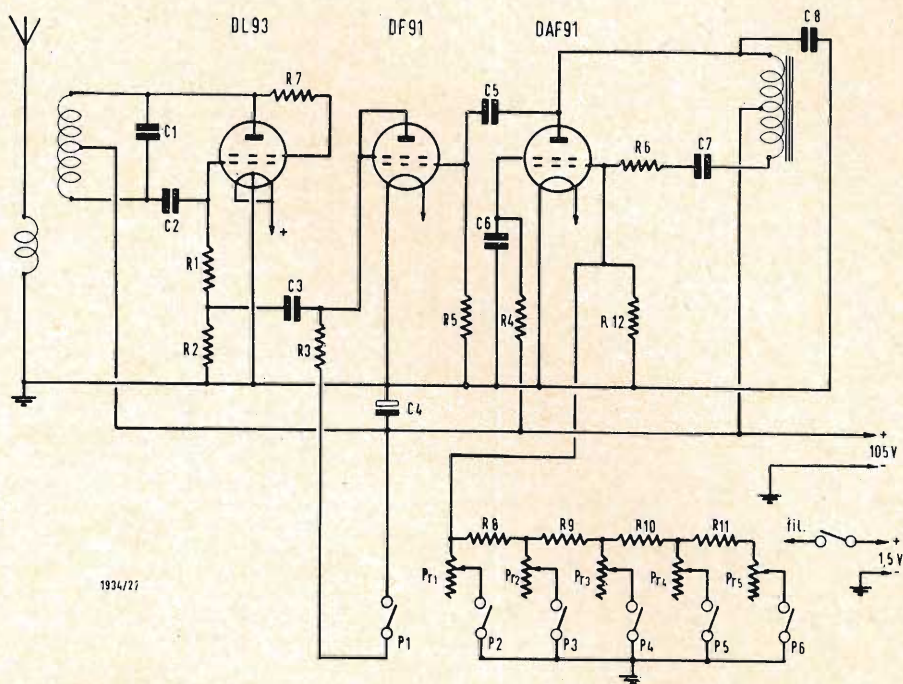 DL93
DF91
DAF91
C8
R7
C1
C5
R6
C7
C2
C6
R1
C3
+
R2
R3
R5
R4
R12
C4
+
105 V
-
R8
R9
R10
R11
fil.
+
1,5 V
-
Pr1
Pr2
Pr3
Pr4
Pr5
1934/27
P1
P2
P3
P4
P5
P6